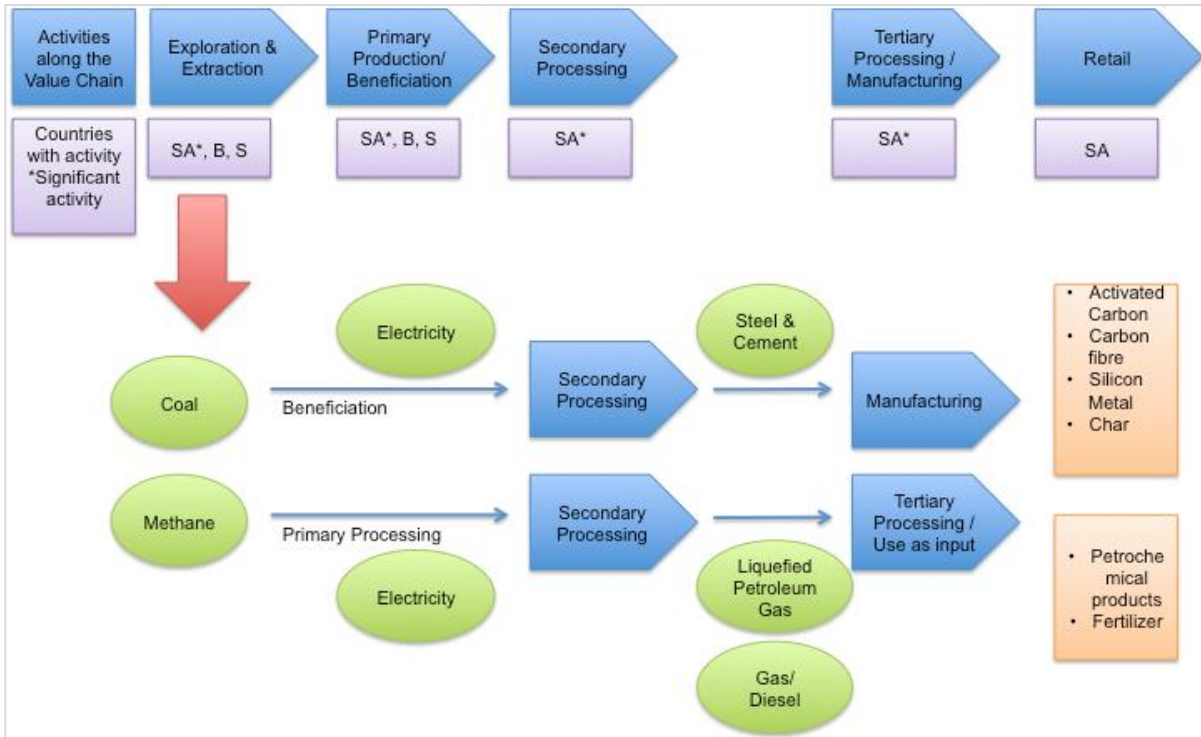 Activities
along the
Value Chain
Exploration &
Extraction
Primary
Production/
Beneficiation
Secondary
Processing
Tertiary
Processing /
Manufacturing
Retail
Countries
with activity
*Significant
activity
SA*, B, S
SA*, B, S
SA*
SA*
SA
Coal
Electricity
Beneficiation
Secondary
Processing
Steel &
Cement
Manufacturing
• Activated
Carbon
• Carbon
fibre
• Silicon
Metal
• Char
Methane
Primary Processing
Electricity
Secondary
Processing
Liquefied
Petroleum
Gas
Gas/
Diesel
Tertiary
Processing /
Use as input
• Petroche
mical
products
• Fertilizer